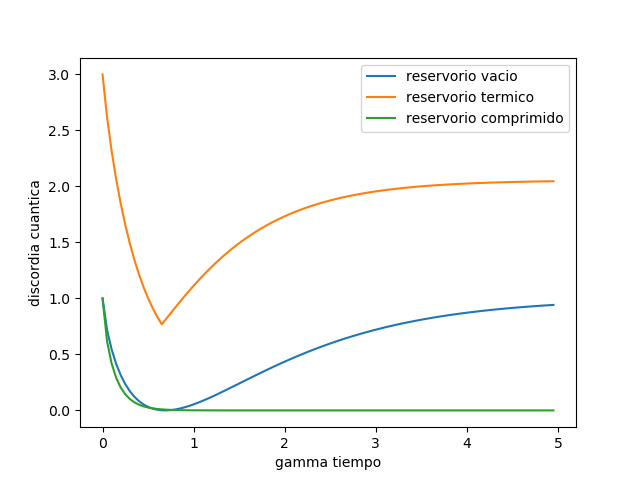 3.0
2.5
2.0
1.5
1.0
0.5
0.0
discordia cuantica
reservorio vacio
reservorio termico
reservorio comprimido
0
1
2
3
4
5
gamma tiempo